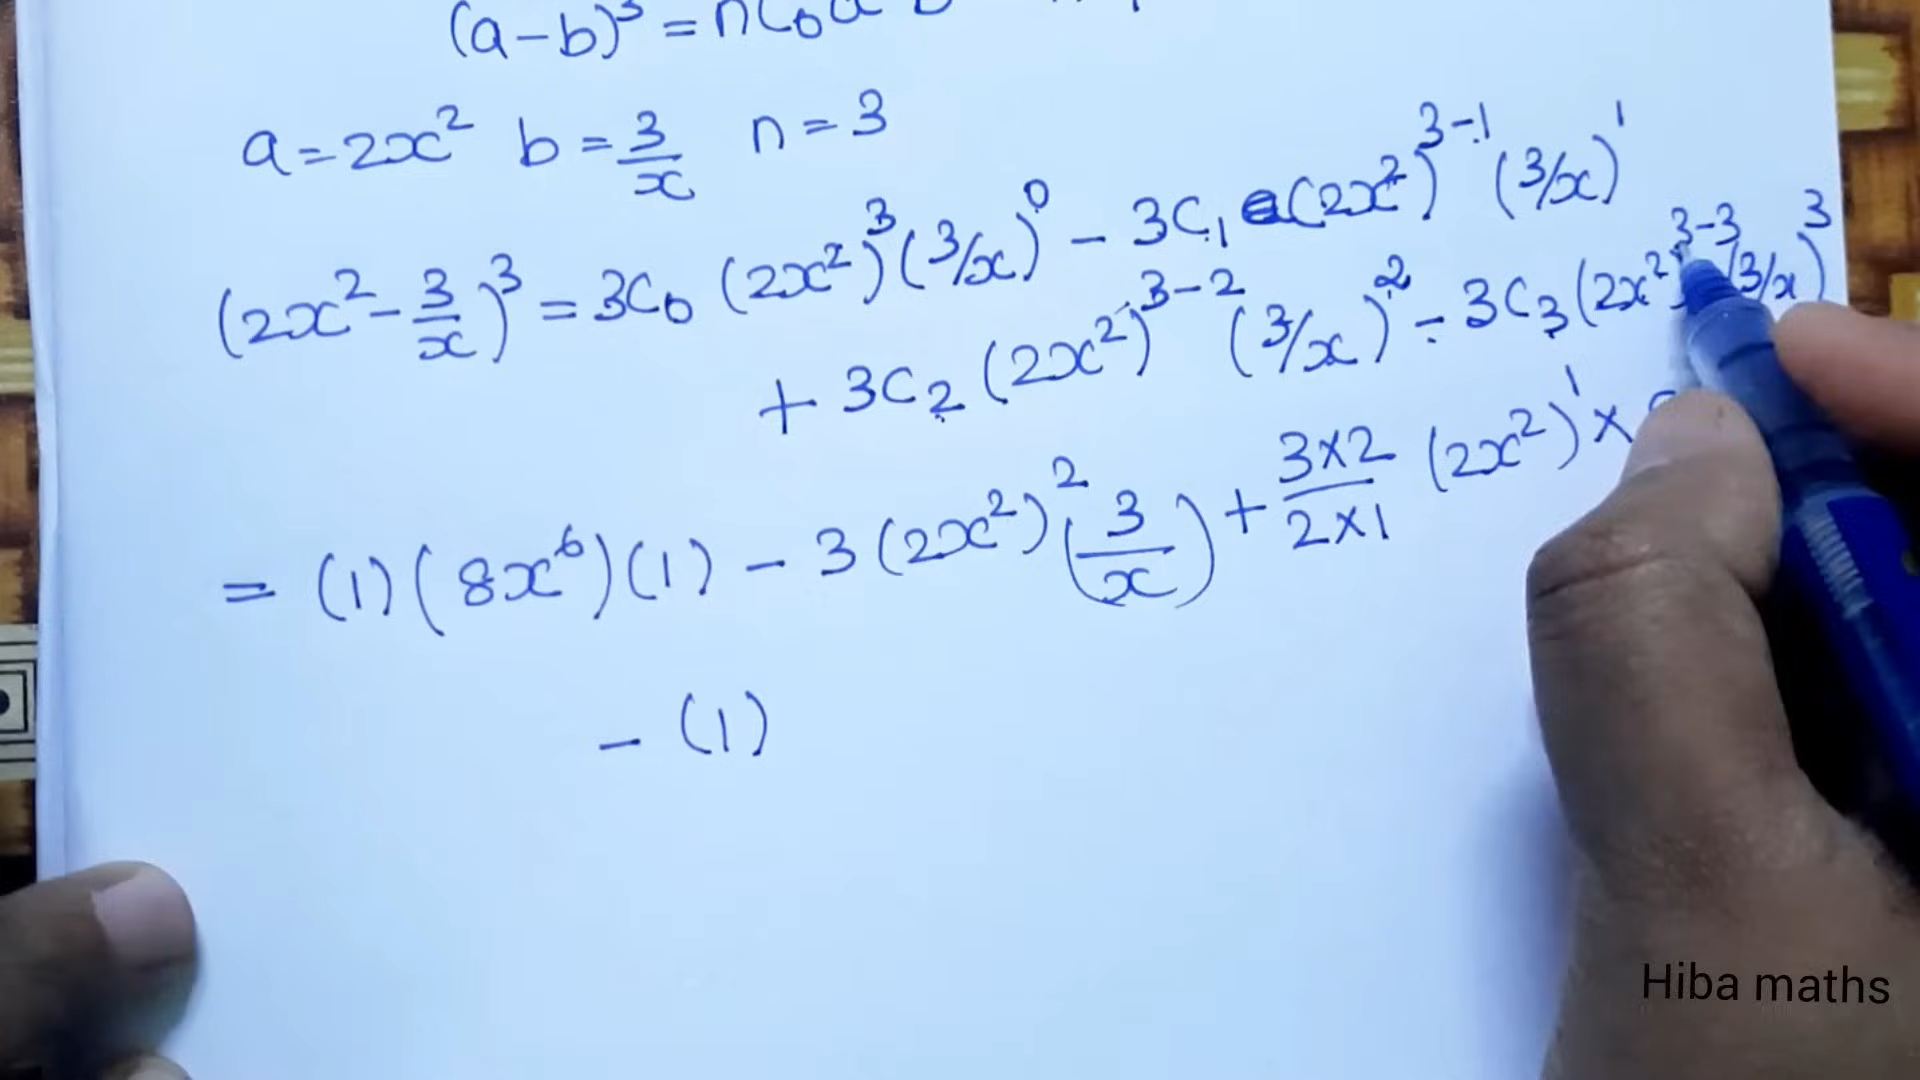 (a-b)³ = nC₀a
a=2x² b=3/x n=3
(2x²-3/x)³ = 3C₀ (2x²)³(3/x)⁰ - 3C₁(2x²)³⁻¹ (3/x)¹
+ 3C₂ (2x²)³⁻² (3/x)² - 3C₃(2x²)³⁻³(3/x)³
= (1)(8x⁶)(1) - 3(2x²)²(3/x) + 3×2/2×1 (2x²)¹×
- (1)
Hiba maths